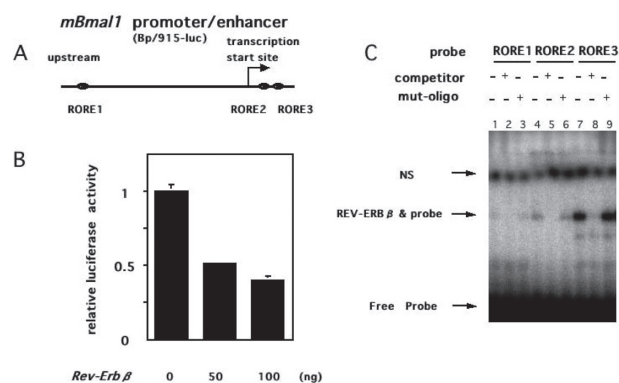 mBmal1 promoter/enhancer
(Bp/915-luc)
A
upstream
transcription
start site
RORE1
RORE2
RORE3
B
relative luciferase activity
1
0.5
0
Rev-Erb β 0 50 100 (ng)
C
probe RORE1 RORE2 RORE3
competitor - + - - + - - + -
mut-oligo - - + - - + - - +
1 2 3 4 5 6 7 8 9
NS
REV-ERB β & probe
Free Probe